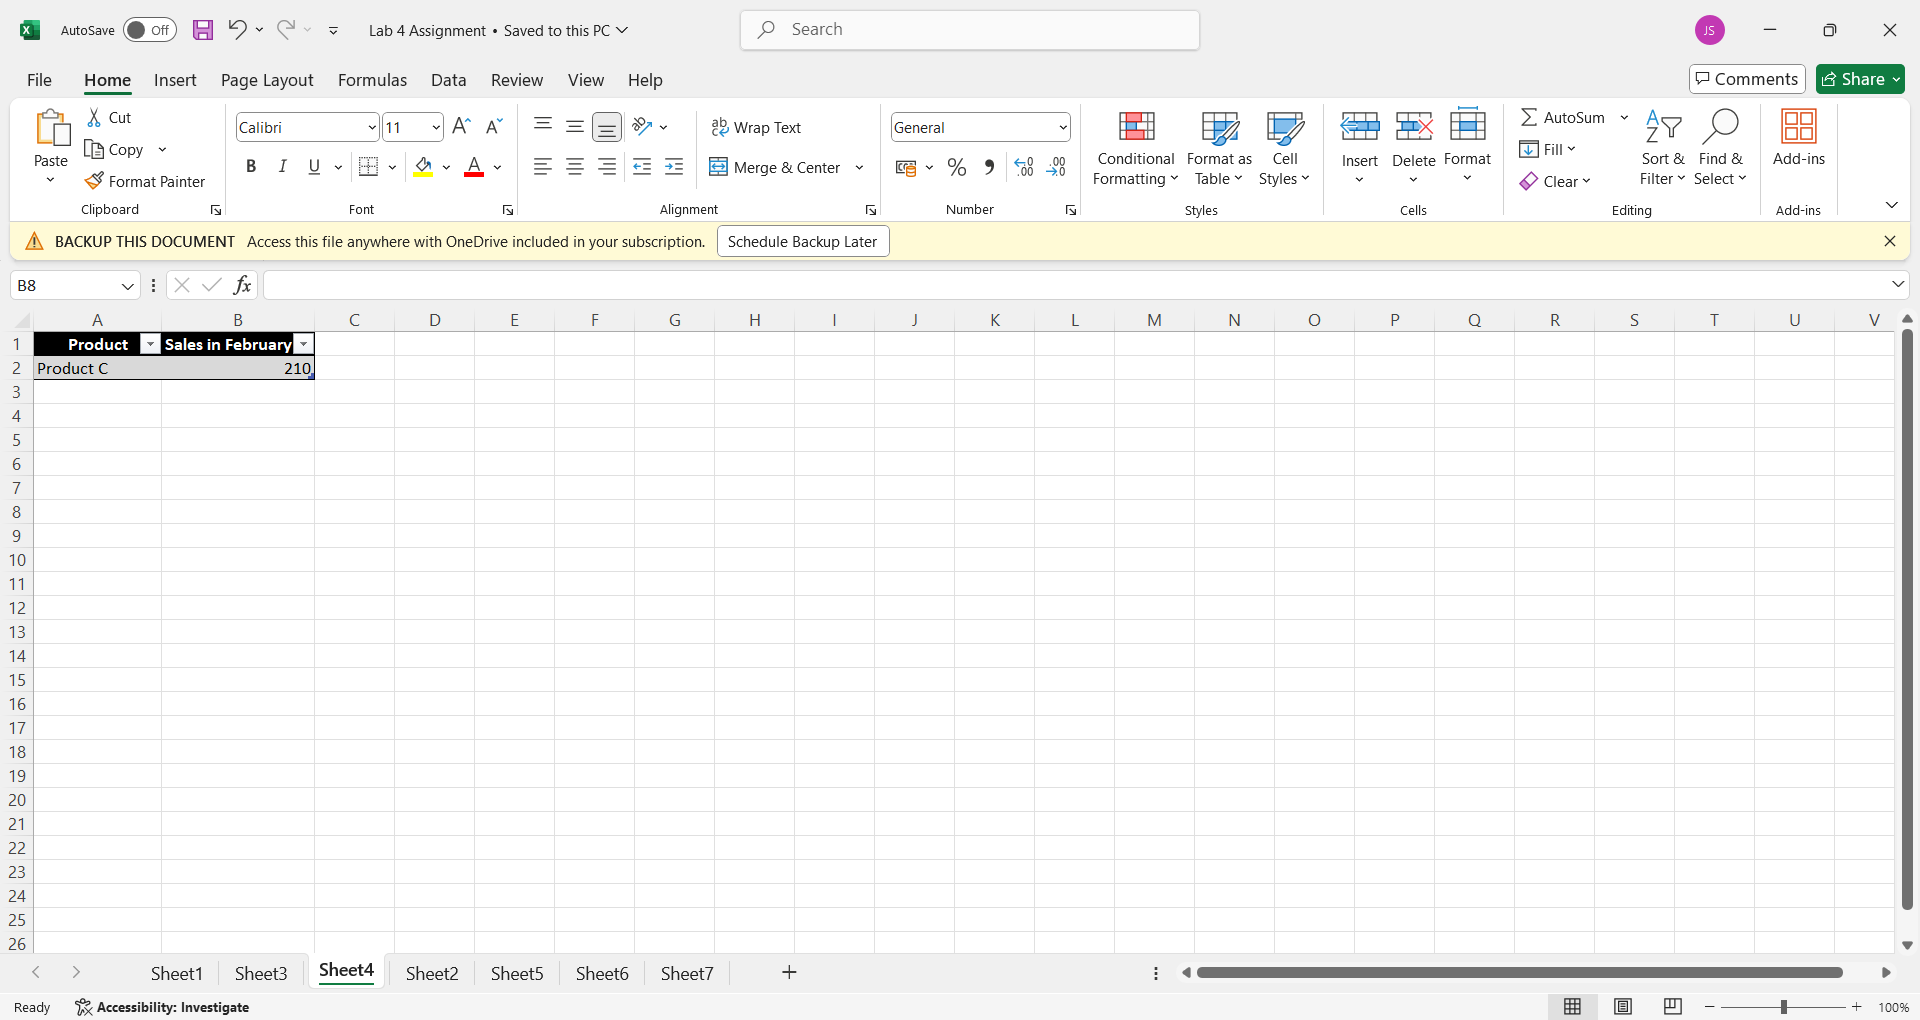 AutoSave Off Lab 4 Assignment • Saved to this PC Search JS
File Home Insert Page Layout Formulas Data Review View Help Comments Share
Paste Cut Copy Format Painter
Clipboard
Calibri 11
B I U A
Font
Wrap Text
Merge & Center
Alignment
General
Number
Conditional Formatting Format as Table Cell Styles
Styles
Insert Delete Format
Cells
AutoSum Fill Clear
Sort & Filter Find & Select
Editing
Add-ins
Add-ins
BACKUP THIS DOCUMENT Access this file anywhere with OneDrive included in your subscription. Schedule Backup Later
B8 fx
A B C D E F G H I J K L M N O P Q R S T U V
1 Product Sales in February
2 Product C 210
3
4
5
6
7
8
9
10
11
12
13
14
15
16
17
18
19
20
21
22
23
24
25
26
Sheet1 Sheet3 Sheet4 Sheet2 Sheet5 Sheet6 Sheet7
Ready Accessibility: Investigate 100%